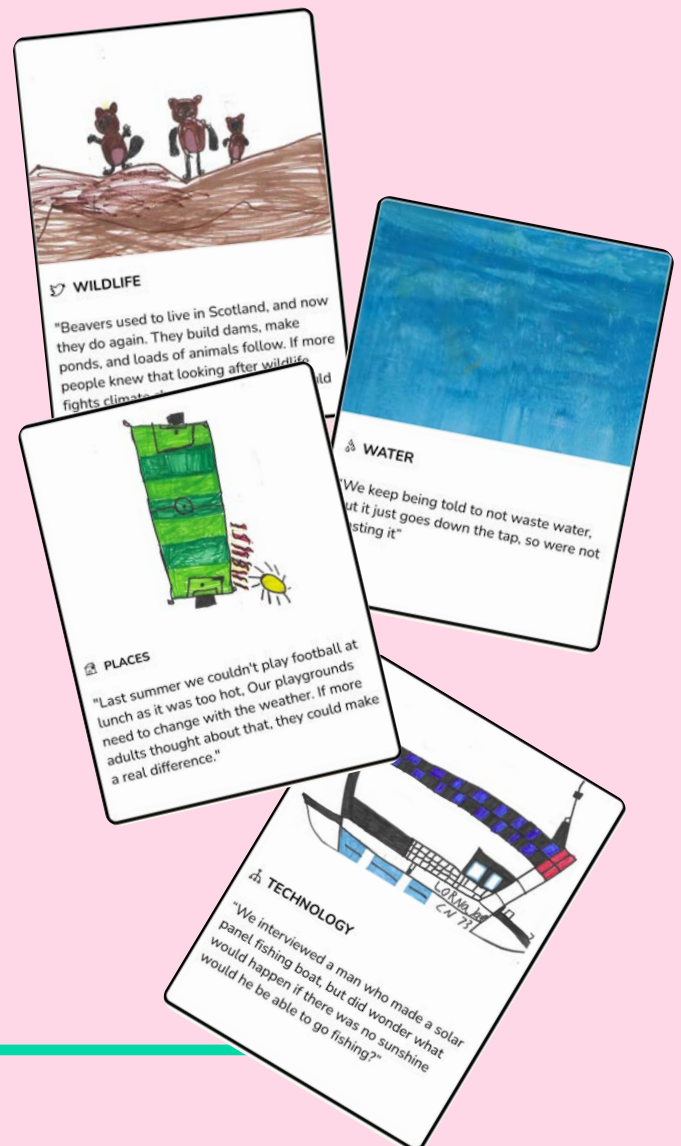 WILDLIFE
"Beavers used to live in Scotland, and now
they do again. They build dams, make
ponds, and loads of animals follow. If more
people knew that looking after wildlife
fights climate
WATER
"We keep being told to not waste water,
ut it just goes down the tap, so were not
sting it"
PLACES
"Last summer we couldn't play football at
lunch as it was too hot. Our playgrounds
need to change with the weather. If more
adults thought about that, they could make
a real difference."
LORNA
CN 73
TECHNOLOGY
"We interviewed a man who made a solar
panel fishing boat, but did wonder what
would happen if there was no sunshine
would he be able to go fishing?"